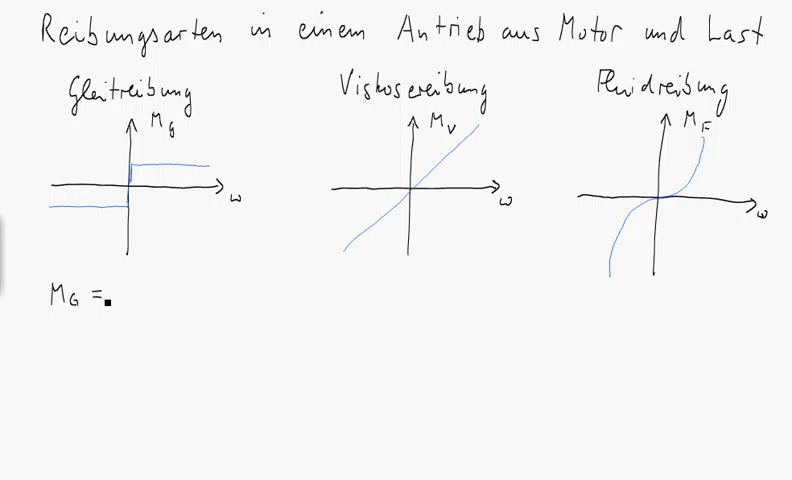 Reibungsarten in einem Antrieb aus Motor und Last
Gleitreibung Viskosereibung Fluidreibung
M_G M_V M_F
ω ω ω
M_G =